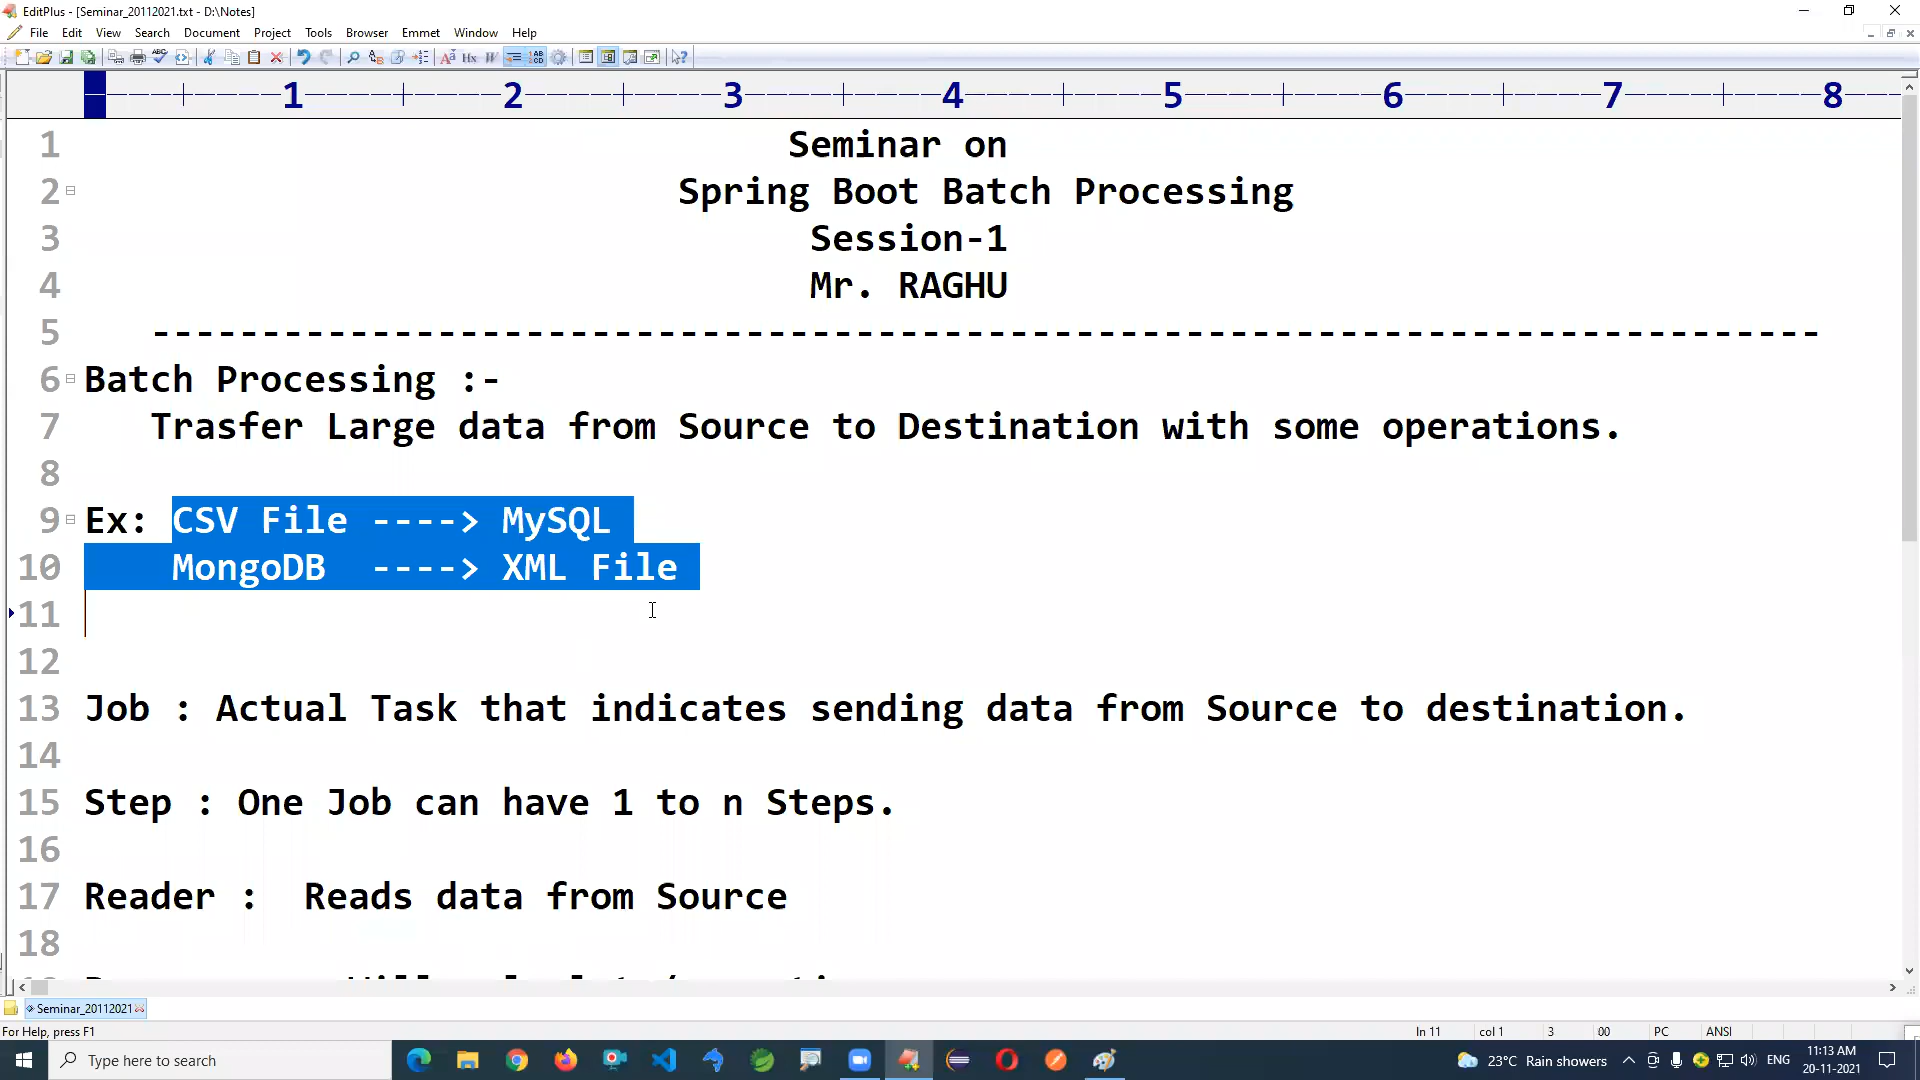 EditPlus - [Seminar_20112021.txt - D:\Notes]
File Edit View Search Document Project Tools Browser Emmet Window Help
1 2 3 4 5 6 7 8
1 Seminar on
2 Spring Boot Batch Processing
3 Session-1
4 Mr. RAGHU
5 ----------------------------------------------------------------------------
6 Batch Processing :-
7 Trasfer Large data from Source to Destination with some operations.
8
9 Ex: CSV File ----> MySQL
10 MongoDB ----> XML File
11
12
13 Job : Actual Task that indicates sending data from Source to destination.
14
15 Step : One Job can have 1 to n Steps.
16
17 Reader : Reads data from Source
18
Seminar_20112021
For Help, press F1 ln 11 col 1 3 00 PC ANSI
Type here to search 23°C Rain showers ENG 11:13 AM
20-11-2021